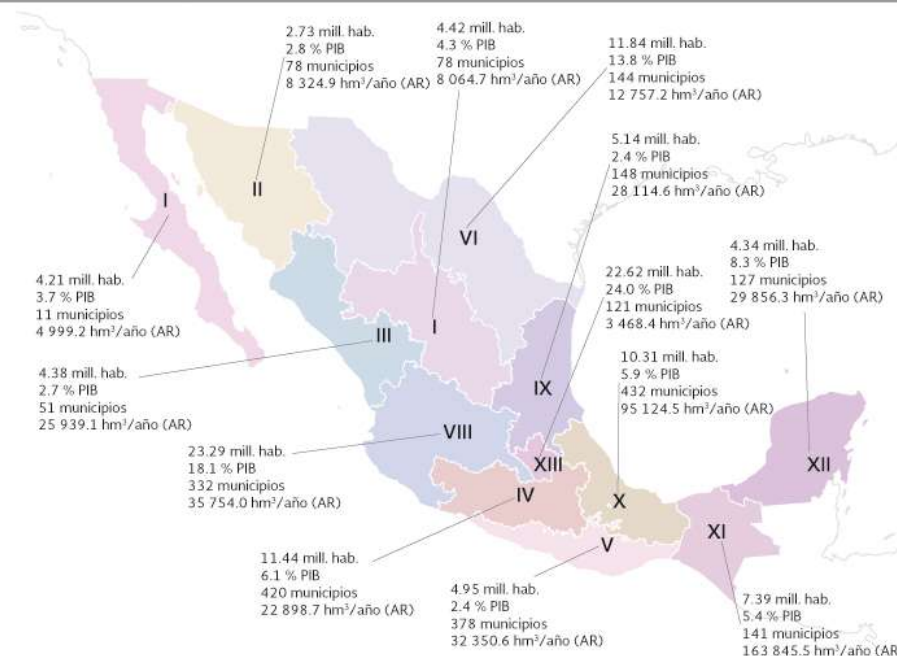 2.73 mill. hab.
2.8 % PIB
78 municipios
8 324.9 hm³/año (AR)
4.42 mill. hab.
4.3 % PIB
78 municipios
8 064.7 hm³/año (AR)
11.84 mill. hab.
13.8 % PIB
144 municipios
12 757.2 hm³/año (AR)
5.14 mill. hab.
2.4 % PIB
148 municipios
28 114.6 hm³/año (AR)
4.34 mill. hab.
8.3 % PIB
127 municipios
29 856.3 hm³/año (AR)
22.62 mill. hab.
24.0 % PIB
121 municipios
3 468.4 hm³/año (AR)
10.31 mill. hab.
5.9 % PIB
432 municipios
95 124.5 hm³/año (AR)
4.21 mill. hab.
3.7 % PIB
11 municipios
4 999.2 hm³/año (AR)
4.38 mill. hab.
2.7 % PIB
51 municipios
25 939.1 hm³/año (AR)
23.29 mill. hab.
18.1 % PIB
332 municipios
35 754.0 hm³/año (AR)
11.44 mill. hab.
6.1 % PIB
420 municipios
22 898.7 hm³/año (AR)
4.95 mill. hab.
2.4 % PIB
378 municipios
32 350.6 hm³/año (AR)
7.39 mill. hab.
5.4 % PIB
141 municipios
163 845.5 hm³/año (AR
I
II
VI
III
I
IX
VIII
XIII
IV
X
V
XI
XII